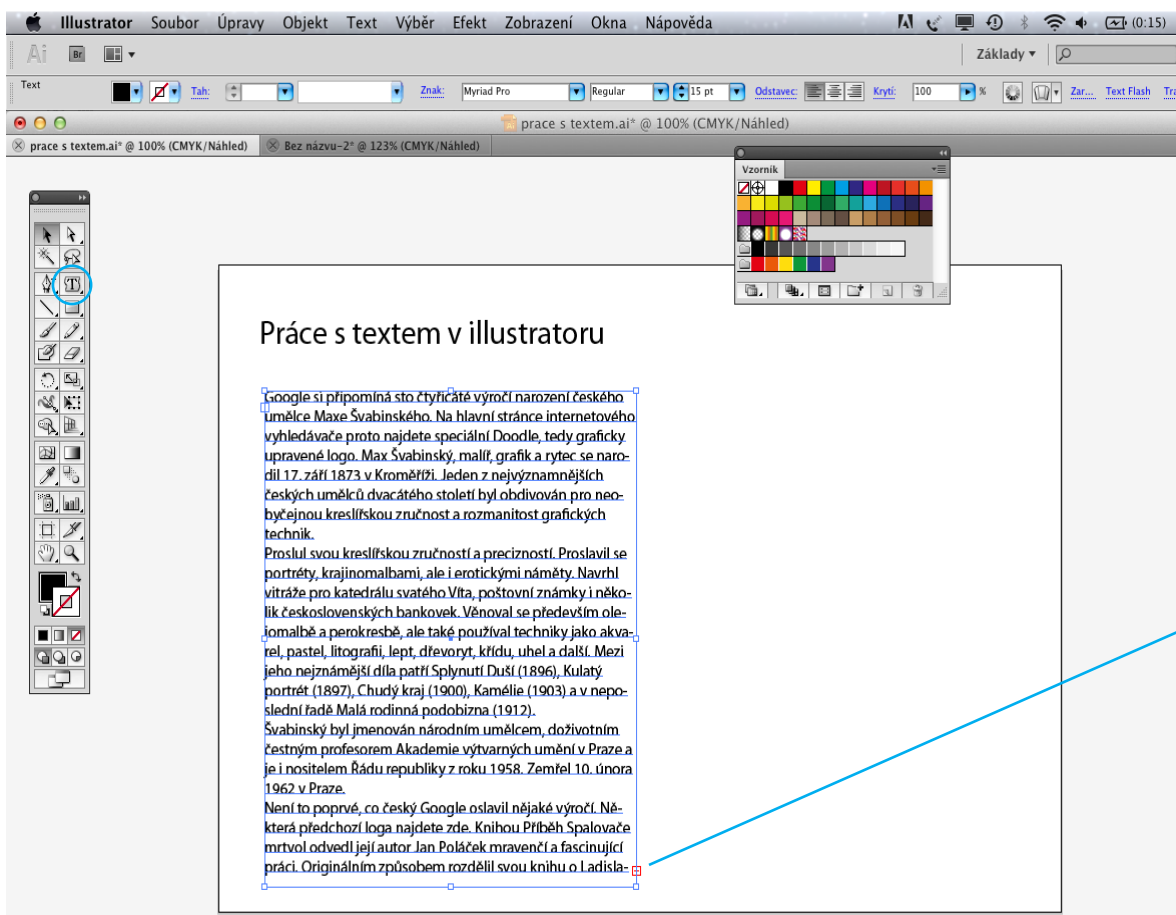 Illustrator Soubor Úpravy Objekt Text Výběr Efekt Zobrazení Okna Nápověda (0:15)
Ai Br Základy
Text Tah: Znak: Myriad Pro Regular 15 pt Odstavec: Krytí: 100 % Zar... Text Flash Tra
prace s textem.ai* @ 100% (CMYK/Náhled)
prace s textem.ai* @ 100% (CMYK/Náhled) Bez názvu-2* @ 123% (CMYK/Náhled)
Vzorník
T
Práce s textem v illustratoru
Google si připomíná sto čtyřicáté výročí narození českého
umělce Maxe Švabinského. Na hlavní stránce internetového
vyhledávače proto najdete speciální Doodle, tedy graficky
upravené logo. Max Švabinský, malíř, grafik a rytec se naro-
dil 17. září 1873 v Kroměříži. Jeden z nejvýznamnějších
českých umělců dvacátého století byl obdivován pro neo-
byčejnou kreslířskou zručnost a rozmanitost grafických
technik.
Proslul svou kreslířskou zručností a precizností. Proslavil se
portréty, krajinomalbami, ale i erotickými náměty. Navrhl
vitráže pro katedrálu svatého Víta, poštovní známky i něko-
lik československých bankovek. Věnoval se především ole-
jomalbě a perokresbě, ale také používal techniky jako akva-
rel, pastel, litografii, lept, dřevoryt, křídu, uhel a další. Mezi
jeho nejznámější díla patří Splynutí Duší (1896), Kulatý
portrét (1897), Chudý kraj (1900), Kamélie (1903) a v nepo-
slední řadě Malá rodinná podobizna (1912).
Švabinský byl jmenován národním umělcem, doživotním
čestným profesorem Akademie výtvarných umění v Praze a
je i nositelem Řádu republiky z roku 1958. Zemřel 10. února
1962 v Praze.
Není to poprvé, co český Google oslavil nějaké výročí. Ně-
která předchozí loga najdete zde. Knihou Příběh Spalovače
mrtvol odvedl její autor Jan Poláček mravenčí a fascinující
práci. Originálním způsobem rozdělil svou knihu o Ladisla-